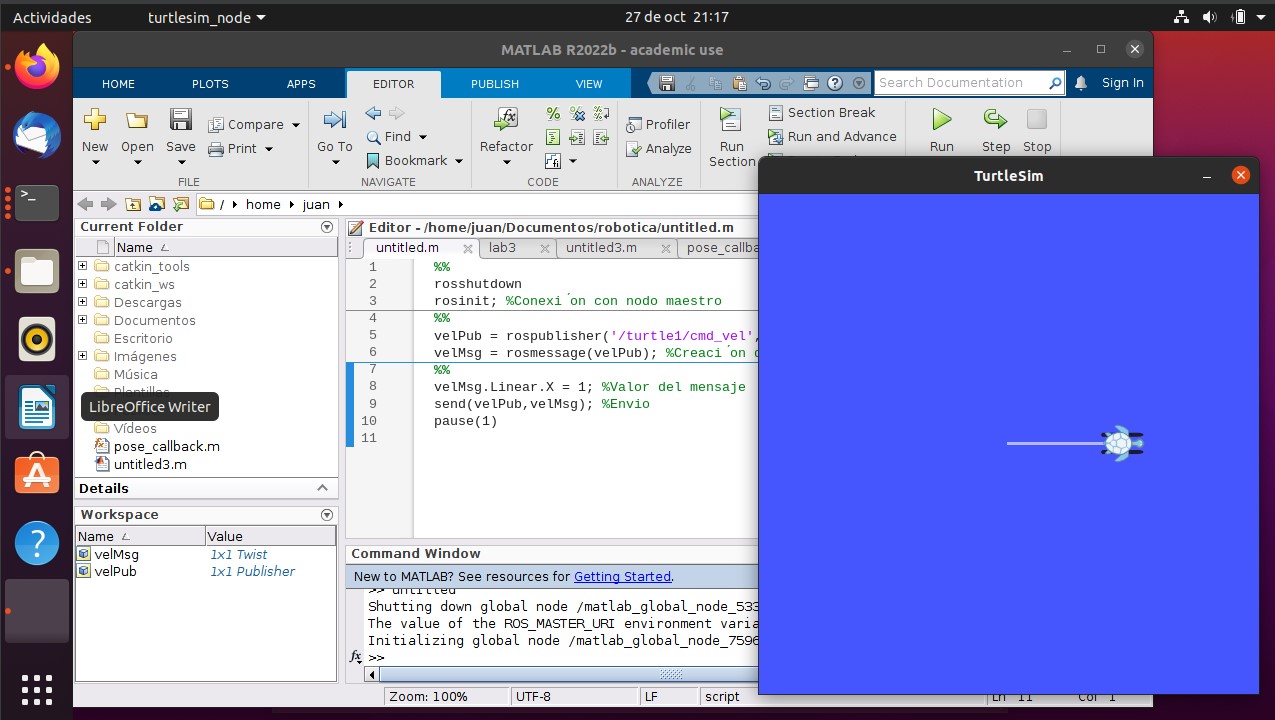 Actividades
turtlesim_node
27 de oct 21:17
MATLAB R2022b - academic use
HOME PLOTS APPS EDITOR PUBLISH VIEW
Search Documentation
Sign In
New Open Save
Compare
Print
FILE
Go To
Find
Bookmark
NAVIGATE
Refactor
CODE
Profiler
Analyze
ANALYZE
Run
Section
Section Break
Run and Advance
Run Step Stop
/ home juan
Current Folder
Name
catkin_tools
catkin_ws
Descargas
Documentos
Escritorio
Imágenes
Música
Plantillas
LibreOffice Writer
Vídeos
pose_callback.m
untitled3.m
Details
Workspace
Name Value
velMsg 1x1 Twist
velPub 1x1 Publisher
Editor - /home/juan/Documentos/robotica/untitled.m
untitled.m lab3 untitled3.m pose_callba
1 %%
2 rosshutdown
3 rosinit; %Conexi´on con nodo maestro
4 %%
5 velPub = rospublisher('/turtle1/cmd_vel',
6 velMsg = rosmessage(velPub); %Creaci´on d
7 %%
8 velMsg.Linear.X = 1; %Valor del mensaje
9 send(velPub,velMsg); %Envio
10 pause(1)
11
Command Window
New to MATLAB? See resources for Getting Started.
>> untitled
Shutting down global node /matlab_global_node_533
The value of the ROS_MASTER_URI environment varia
Initializing global node /matlab_global_node_7596
fx >>
Zoom: 100% UTF-8 LF script Ln 11 Col 1
TurtleSim